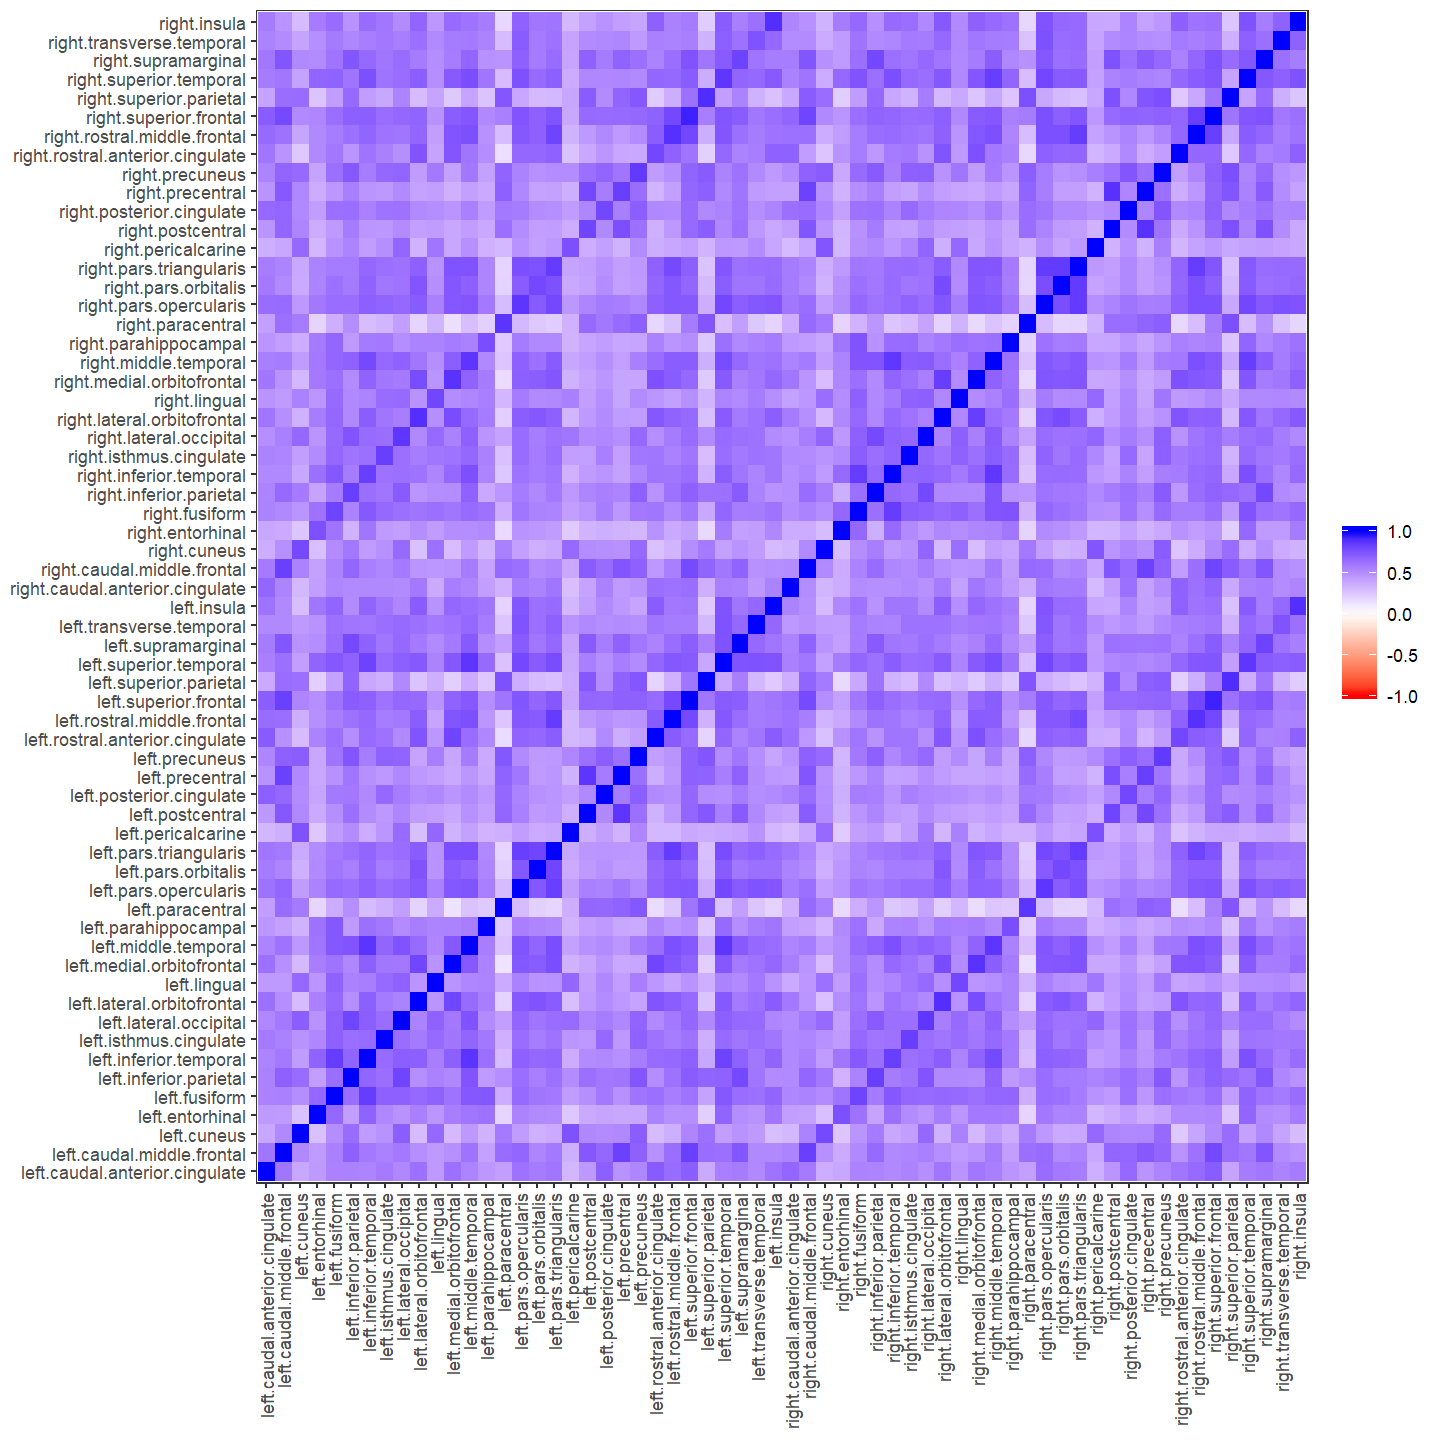 right.insula
right.transverse.temporal
right.supramarginal
right.superior.temporal
right.superior.parietal
right.superior.frontal
right.rostral.middle.frontal
right.rostral.anterior.cingulate
right.precuneus
right.precentral
right.posterior.cingulate
right.postcentral
right.pericalcarine
right.pars.triangularis
right.pars.orbitalis
right.pars.opercularis
right.paracentral
right.parahippocampal
right.middle.temporal
right.medial.orbitofrontal
right.lingual
right.lateral.orbitofrontal
right.lateral.occipital
right.isthmus.cingulate
right.inferior.temporal
right.inferior.parietal
right.fusiform
right.entorhinal
right.cuneus
right.caudal.middle.frontal
right.caudal.anterior.cingulate
left.insula
left.transverse.temporal
left.supramarginal
left.superior.temporal
left.superior.parietal
left.superior.frontal
left.rostral.middle.frontal
left.rostral.anterior.cingulate
left.precuneus
left.precentral
left.posterior.cingulate
left.postcentral
left.pericalcarine
left.pars.triangularis
left.pars.orbitalis
left.pars.opercularis
left.paracentral
left.parahippocampal
left.middle.temporal
left.medial.orbitofrontal
left.lingual
left.lateral.orbitofrontal
left.lateral.occipital
left.isthmus.cingulate
left.inferior.temporal
left.inferior.parietal
left.fusiform
left.entorhinal
left.cuneus
left.caudal.middle.frontal
left.caudal.anterior.cingulate
left.caudal.anterior.cingulate
left.caudal.middle.frontal
left.cuneus
left.entorhinal
left.fusiform
left.inferior.parietal
left.inferior.temporal
left.isthmus.cingulate
left.lateral.occipital
left.lateral.orbitofrontal
left.lingual
left.medial.orbitofrontal
left.middle.temporal
left.parahippocampal
left.paracentral
left.pars.opercularis
left.pars.orbitalis
left.pars.triangularis
left.pericalcarine
left.postcentral
left.posterior.cingulate
left.precentral
left.precuneus
left.rostral.anterior.cingulate
left.rostral.middle.frontal
left.superior.frontal
left.superior.parietal
left.superior.temporal
left.supramarginal
left.transverse.temporal
left.insula
right.caudal.anterior.cingulate
right.caudal.middle.frontal
right.cuneus
right.entorhinal
right.fusiform
right.inferior.parietal
right.inferior.temporal
right.isthmus.cingulate
right.lateral.occipital
right.lateral.orbitofrontal
right.lingual
right.medial.orbitofrontal
right.middle.temporal
right.parahippocampal
right.paracentral
right.pars.opercularis
right.pars.orbitalis
right.pars.triangularis
right.pericalcarine
right.postcentral
right.posterior.cingulate
right.precentral
right.precuneus
right.rostral.anterior.cingulate
right.rostral.middle.frontal
right.superior.frontal
right.superior.parietal
right.superior.temporal
right.supramarginal
right.transverse.temporal
right.insula
1.0
0.5
0.0
-0.5
-1.0